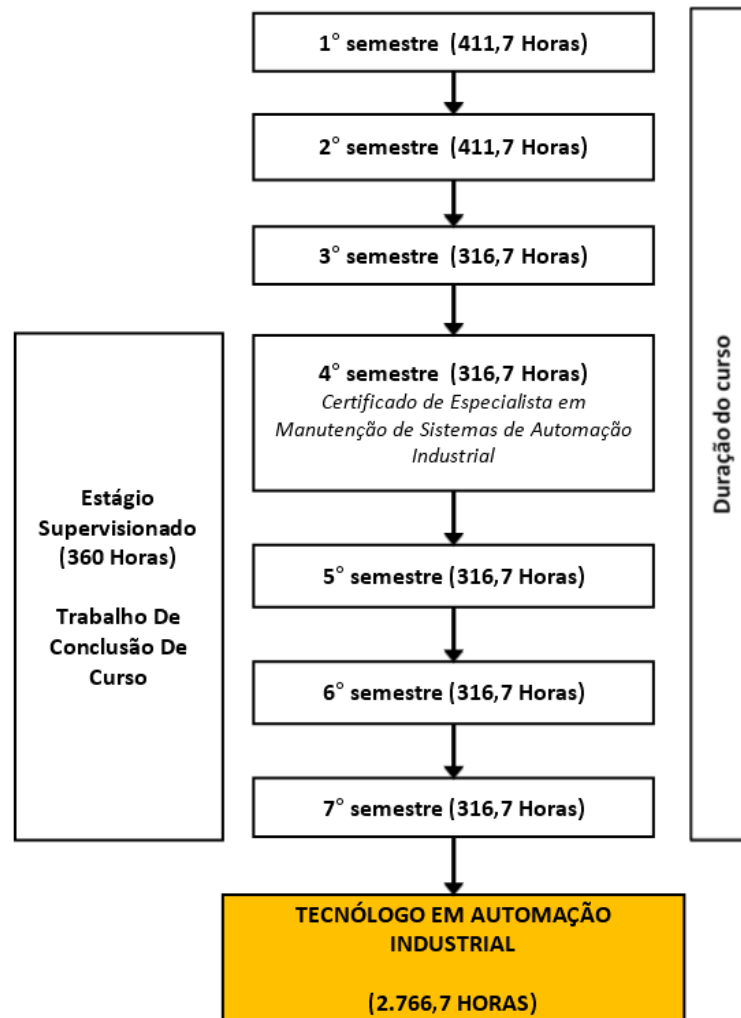 1° semestre (411,7 Horas)
2° semestre (411,7 Horas)
3° semestre (316,7 Horas)
4° semestre (316,7 Horas)
Certificado de Especialista em
Manutenção de Sistemas de Automação
Industrial
5° semestre (316,7 Horas)
6° semestre (316,7 Horas)
7° semestre (316,7 Horas)
Estágio
Supervisionado
(360 Horas)
Trabalho De
Conclusão De
Curso
Duração do curso
TECNÓLOGO EM AUTOMAÇÃO
INDUSTRIAL
(2.766,7 HORAS)